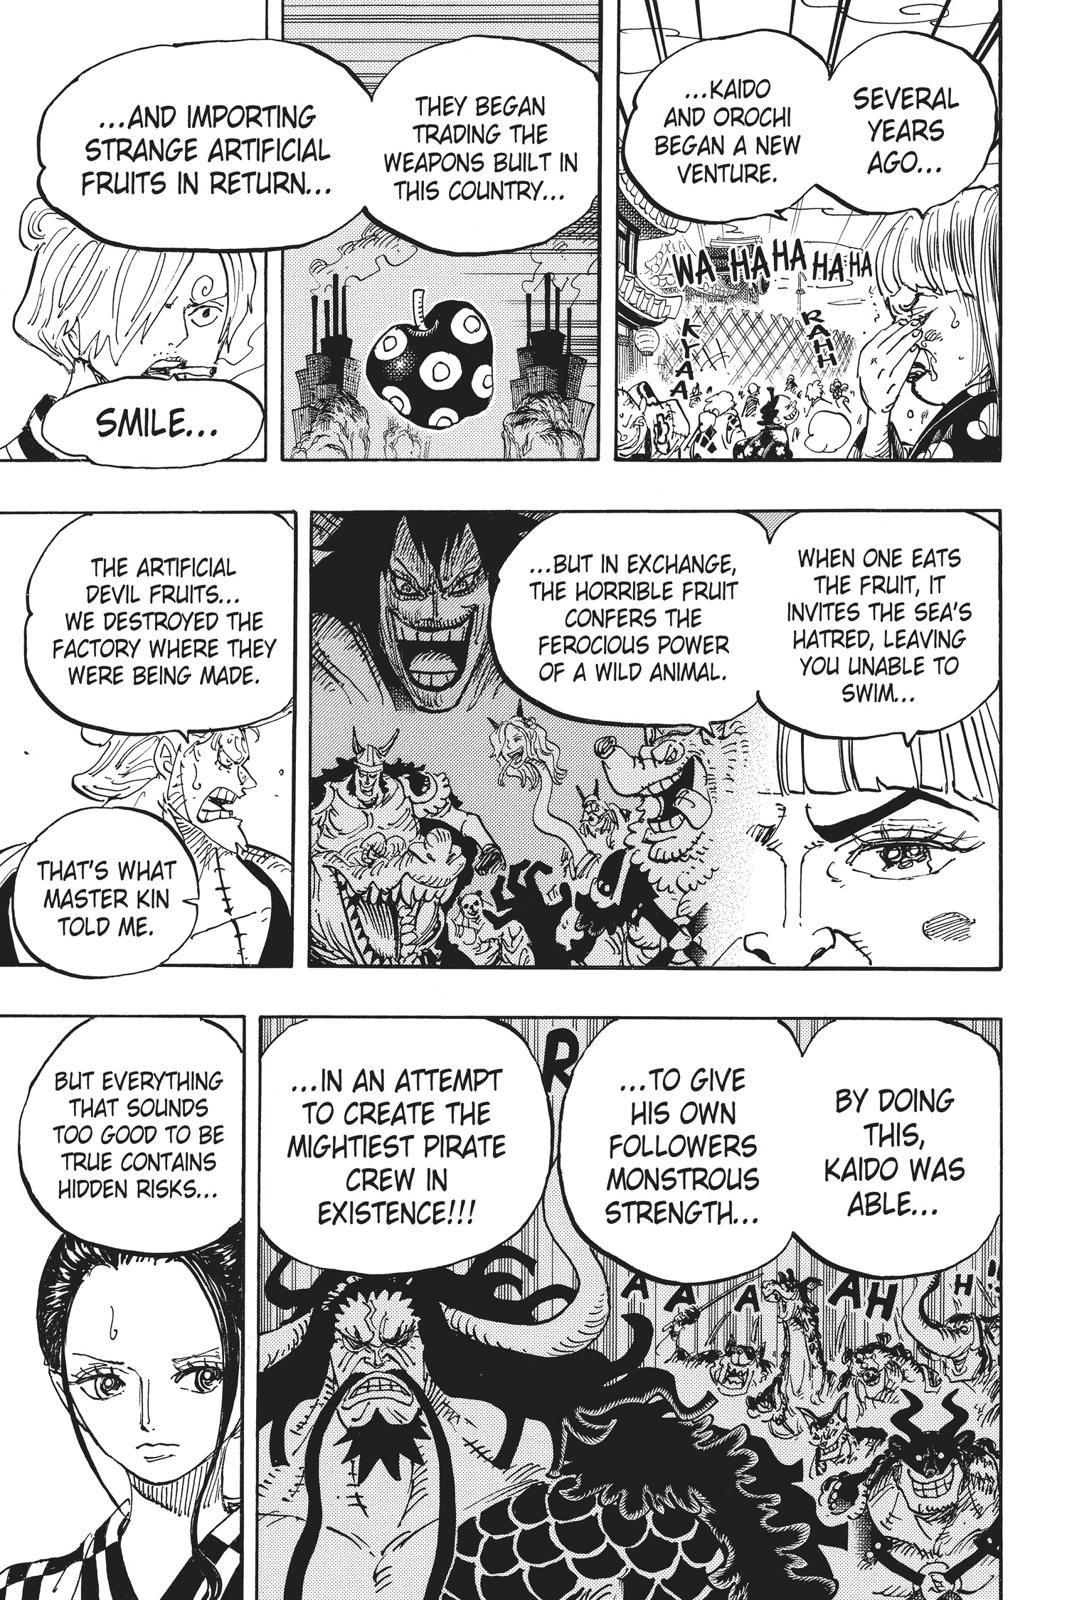 SEVERAL
YEARS
AGO...
...KAIDO
AND OROCHI
BEGAN A NEW
VENTURE.
WA HA HA HA HA
KYAA
RAHH
THEY BEGAN
TRADING THE
WEAPONS BUILT IN
THIS COUNTRY...
...AND IMPORTING
STRANGE ARTIFICIAL
FRUITS IN RETURN...
SMILE...
WHEN ONE EATS
THE FRUIT, IT
INVITES THE SEA'S
HATRED, LEAVING
YOU UNABLE TO
SWIM...
...BUT IN EXCHANGE,
THE HORRIBLE FRUIT
CONFERS THE
FEROCIOUS POWER
OF A WILD ANIMAL.
THE ARTIFICIAL
DEVIL FRUITS...
WE DESTROYED THE
FACTORY WHERE THEY
WERE BEING MADE.
THAT'S WHAT
MASTER KIN
TOLD ME.
BY DOING
THIS,
KAIDO WAS
ABLE...
...TO GIVE
HIS OWN
FOLLOWERS
MONSTROUS
STRENGTH...
...IN AN ATTEMPT
TO CREATE THE
MIGHTIEST PIRATE
CREW IN
EXISTENCE!!!
R
A A A AH H
BUT EVERYTHING
THAT SOUNDS
TOO GOOD TO BE
TRUE CONTAINS
HIDDEN RISKS...